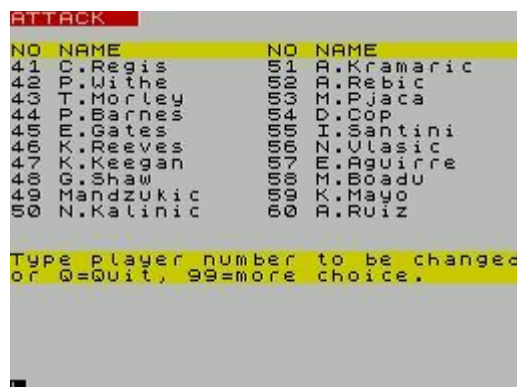 ATTACK
NO NAME NO NAME
41 C.Regis 51 A.Kramaric
42 P.Withe 52 A.Rebic
43 T.Morley 53 M.Pjaca
44 P.Barnes 54 D.Cop
45 E.Gates 55 I.Santini
46 K.Reeves 56 N.Vlasic
47 K.Keegan 57 E.Aguirre
48 G.Shaw 58 M.Boadu
49 Mandzukic 59 K.Mayo
50 N.Kalinic 60 A.Ruiz
Type player number to be changed
or Q=Quit, 99=more choice.
L